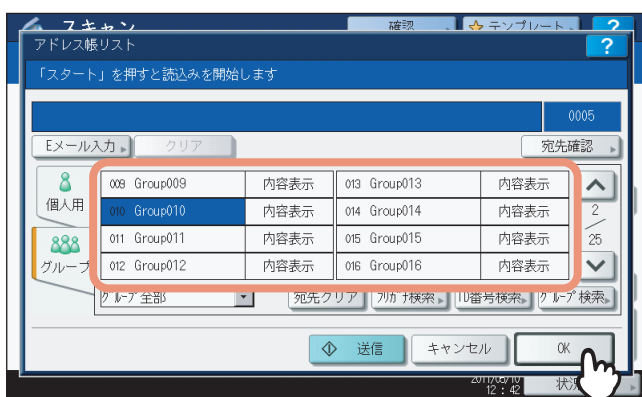 スキャン 確認 テンプレート ?
アドレス帳リスト ?
「スタート」を押すと読込みを開始します
0005
Eメール入力 クリア 宛先確認
個人用
グループ
009 Group009 内容表示 013 Group013 内容表示
010 Group010 内容表示 014 Group014 内容表示
011 Group011 内容表示 015 Group015 内容表示
012 Group012 内容表示 016 Group016 内容表示
2
25
グループ全部 宛先クリア フリガナ検索 ID番号検索 グループ検索
送信 キャンセル OK
2011/08/10
12:42
状況